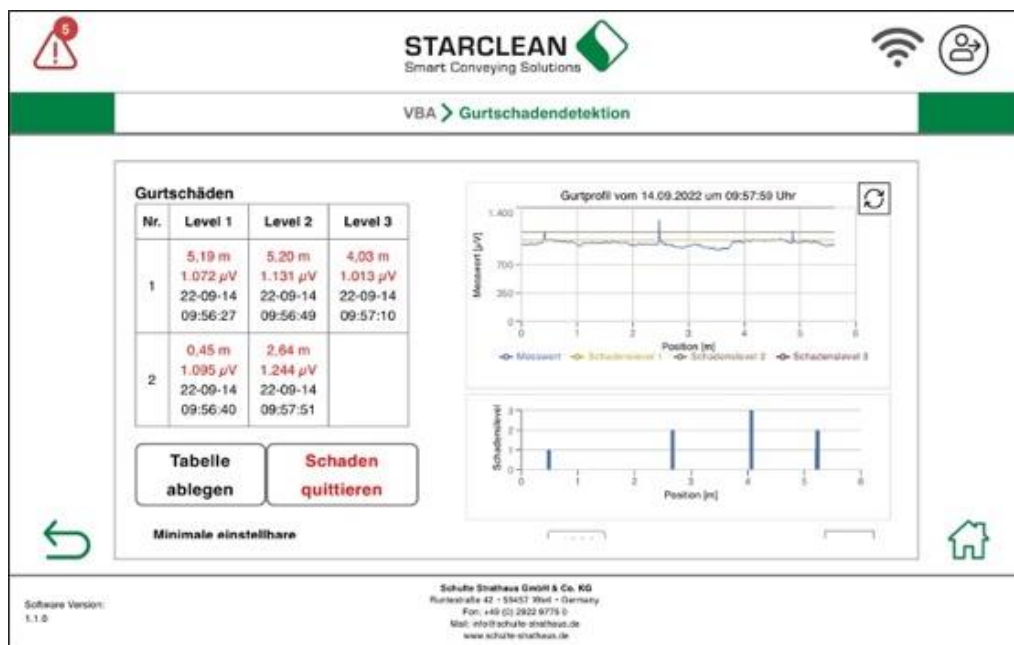 5
STARCLEAN
Smart Conveying Solutions
VBA > Gurtschadendetektion
Gurtschäden
Nr. Level 1 Level 2 Level 3
1
5,19 m 5,20 m 4,03 m
1.072 µV 1.131 µV 1.013 µV
22-09-14 22-09-14 22-09-14
09:56:27 09:56:49 09:57:10
2
0,45 m 2,64 m
1.095 µV 1.244 µV
22-09-14 22-09-14
09:56:40 09:57:51
Tabelle
ablegen
Schaden
quittieren
Minimale einstellbare
Gurtprofil vom 14.09.2022 um 09:57:59 Uhr
Messwert [µV]
1.400
700
350
0
0 1 2 3 4 5 6
Position [m]
Messwert Schadenslevel 1 Schadenslevel 2 Schadenslevel 3
Schadenslevel
3
2
1
0
0 1 2 3 4 5 6
Position [m]
Software Version:
1.1.0
Schulte Strathaus GmbH & Co. KG
Runtestraße 42 - 59457 Werl - Germany
Fon: +49 (0) 2922 9775 0
Mail: info@schulte-strathaus.de
www.schulte-strathaus.de